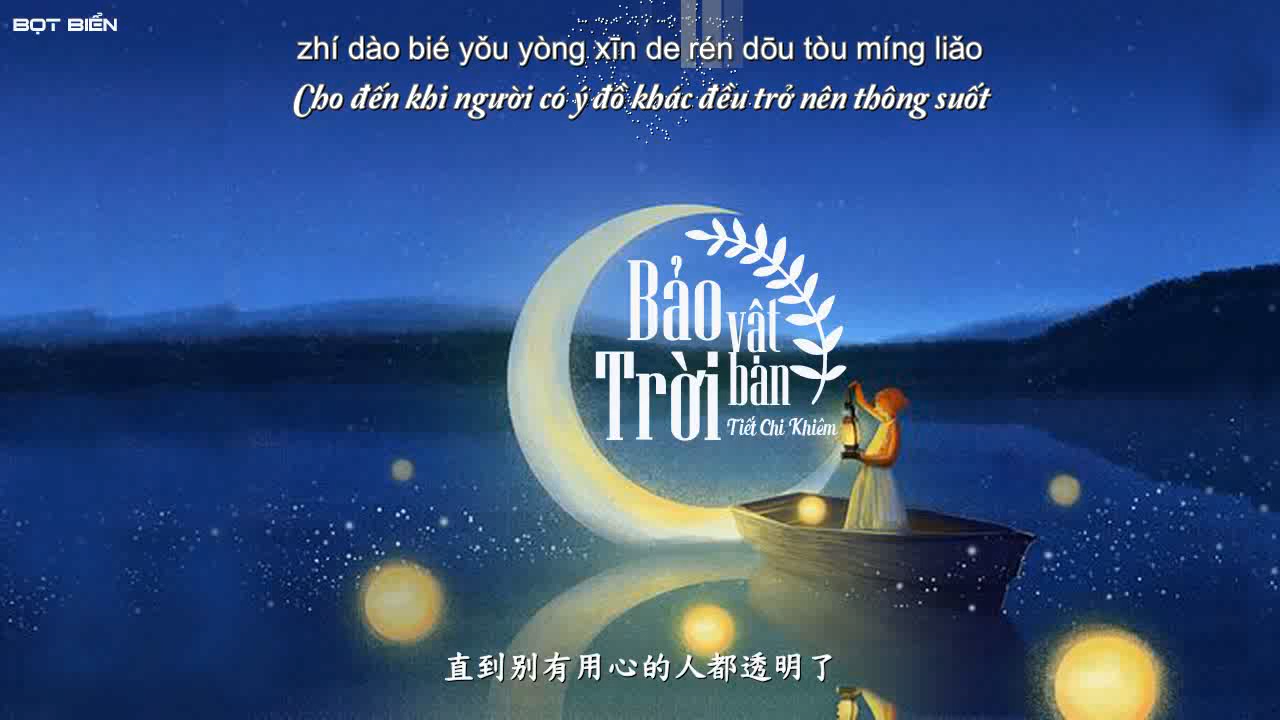 BỌT BIỂN
zhí dào bié yǒu yòng xīn de rén dōu tòu míng liǎo
Cho đến khi người có ý đồ khác đều trở nên thông suốt
Bảo vật
Trời ban
Tiết Chi Khiêm
直到别有用心的人都透明了